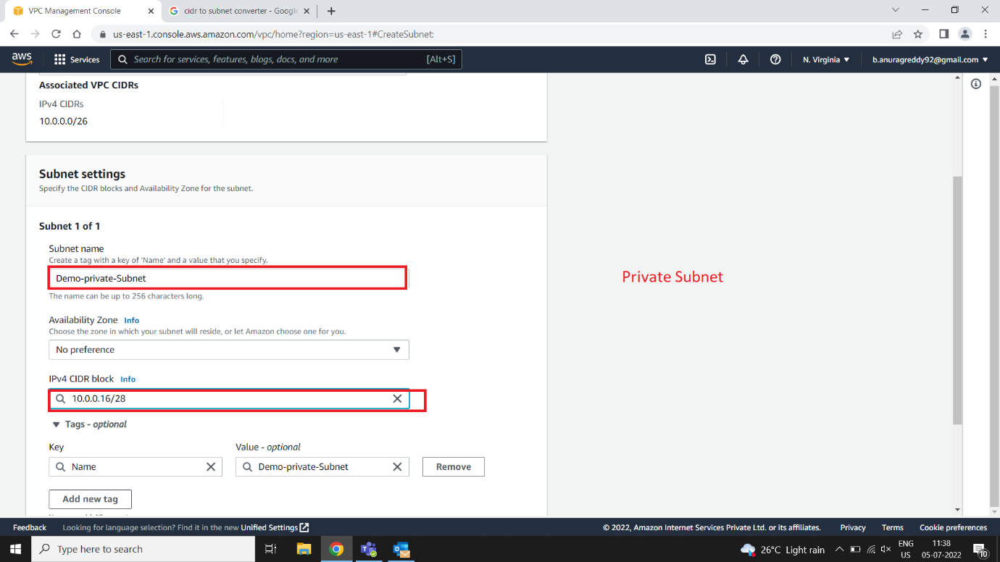 VPC Management Console
cidr to subnet converter - Google
us-east-1.console.aws.amazon.com/vpc/home?region=us-east-1#CreateSubnet:
aws
Services
Search for services, features, blogs, docs, and more
[Alt+S]
N. Virginia
b.anuragreddy92@gmail.com
Associated VPC CIDRs
IPv4 CIDRs
10.0.0.0/26
Subnet settings
Specify the CIDR blocks and Availability Zone for the subnet.
Subnet 1 of 1
Subnet name
Create a tag with a key of 'Name' and a value that you specify.
Demo-private-Subnet
The name can be up to 256 characters long.
Private Subnet
Availability Zone Info
Choose the zone in which your subnet will reside, or let Amazon choose one for you.
No preference
IPv4 CIDR block Info
10.0.0.16/28
Tags - optional
Key
Value - optional
Name
Demo-private-Subnet
Remove
Add new tag
Feedback
Looking for language selection? Find it in the new Unified Settings
© 2022, Amazon Internet Services Private Ltd. or its affiliates.
Privacy
Terms
Cookie preferences
Type here to search
26°C Light rain
ENG
US
11:38
05-07-2022
10